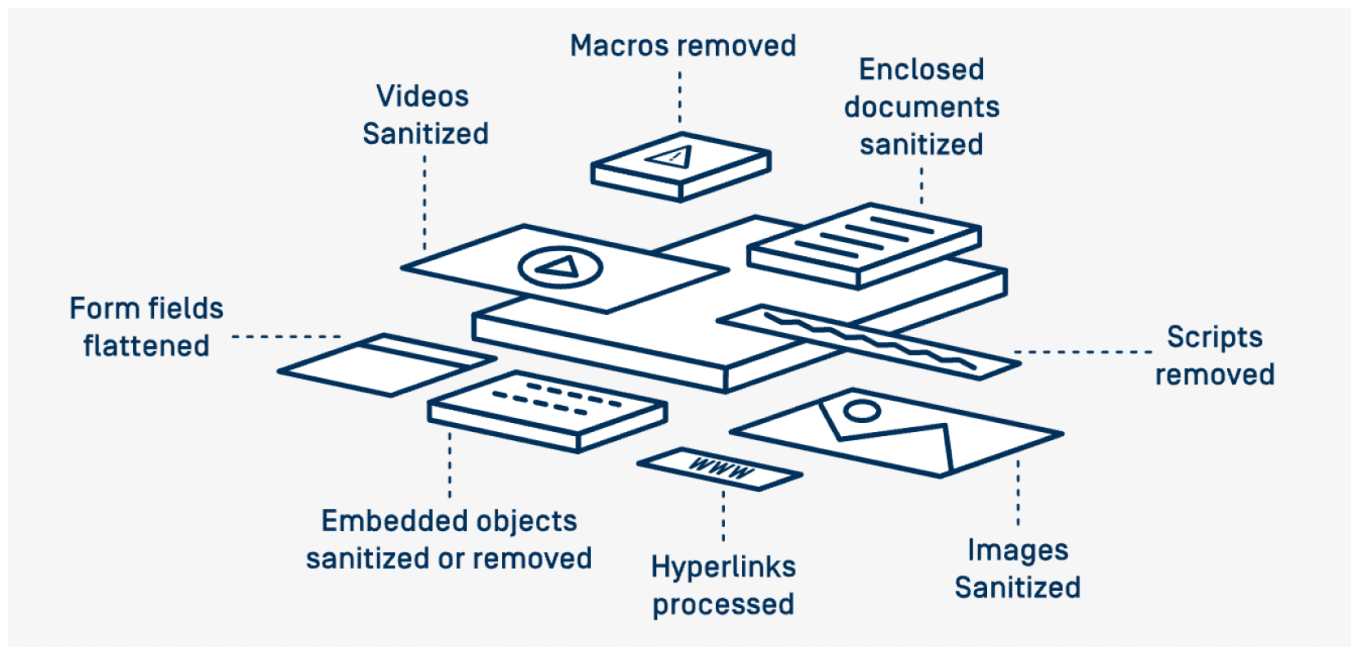 Macros removed
Videos
Sanitized
Enclosed
documents
sanitized
Form fields
flattened
Scripts
removed
WWW
Embedded objects
sanitized or removed
Hyperlinks
processed
Images
Sanitized